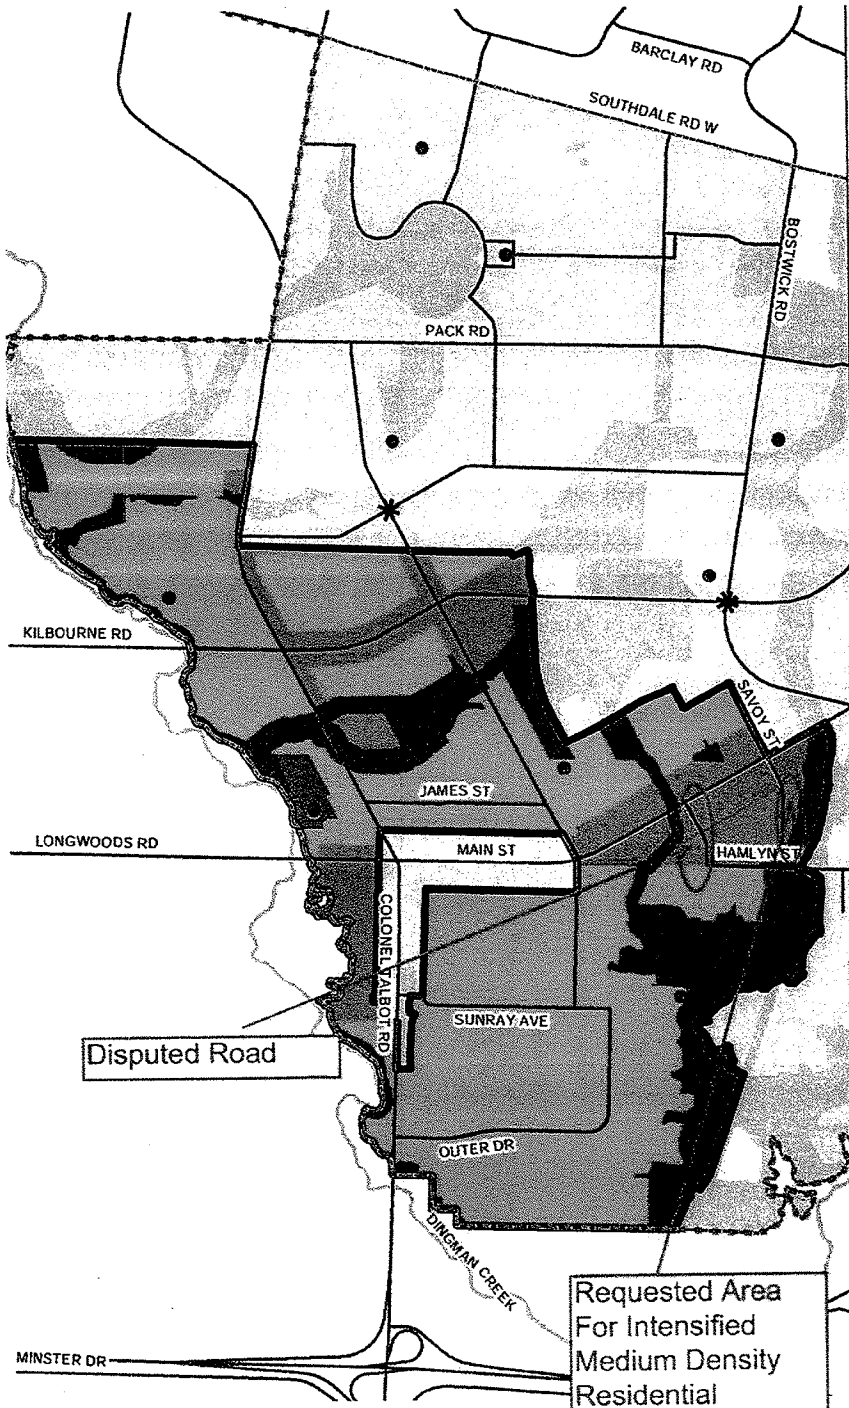 BARCLAY RD
SOUTHDALE RD W
BOSTWICK RD
PACK RD
KILBOURNE RD
SAVOY ST
JAMES ST
LONGWOODS RD
MAIN ST
HAMLYN ST
COLONEL TALBOT RD
SUNRAY AVE
Disputed Road
OUTER DR
DINGMAN CREEK
Requested Area
For Intensified
Medium Density
Residential
MINSTER DR